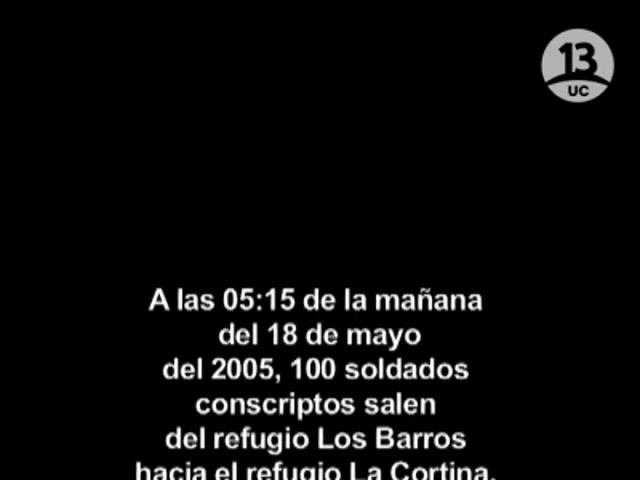 13
UC
A las 05:15 de la mañana
del 18 de mayo
del 2005, 100 soldados
conscriptos salen
del refugio Los Barros
hacia el refugio La Cortina.